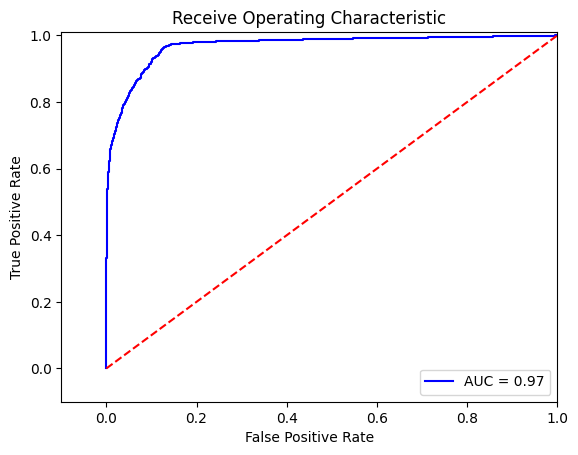 Receive Operating Characteristic
1.0
0.8
0.6
0.4
0.2
0.0
True Positive Rate
AUC = 0.97
0.0 0.2 0.4 0.6 0.8 1.0
False Positive Rate